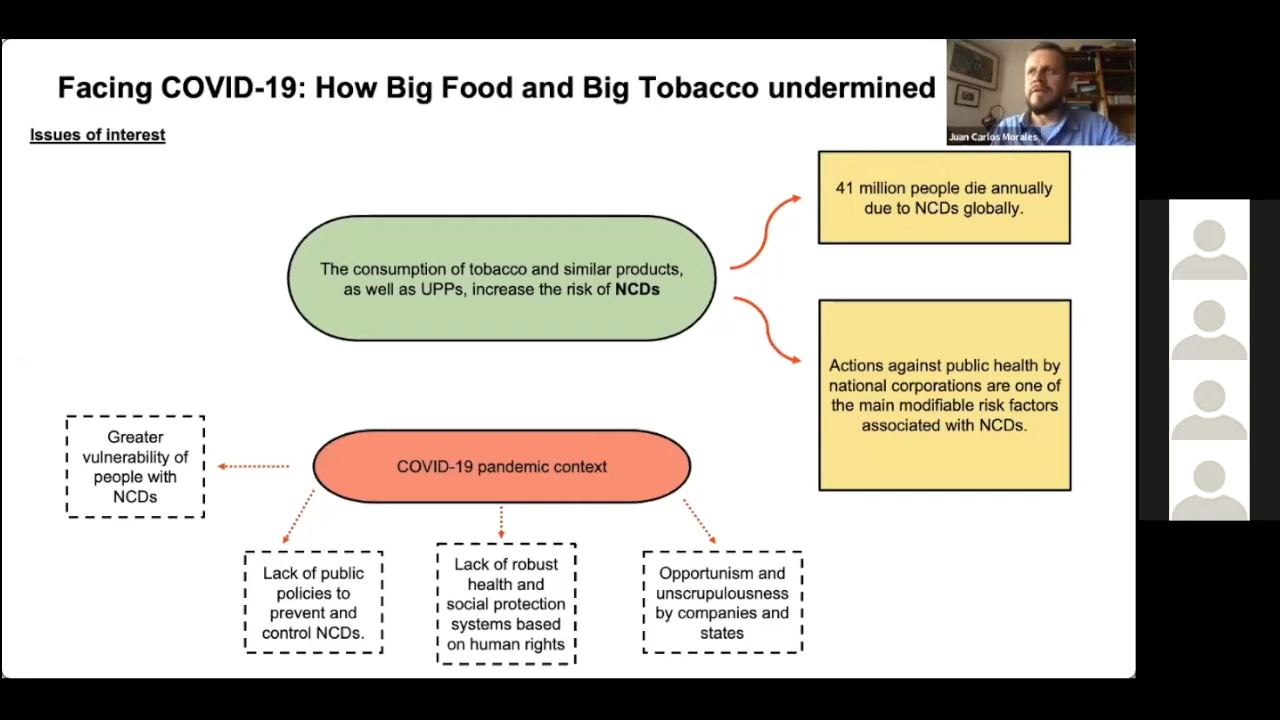 Facing COVID-19: How Big Food and Big Tobacco undermined
Issues of interest
Juan Carlos Morales
41 million people die annually
due to NCDs globally.
The consumption of tobacco and similar products,
as well as UPPs, increase the risk of NCDs
Actions against public health by
national corporations are one of
the main modifiable risk factors
associated with NCDs.
Greater
vulnerability of
people with
NCDs
COVID-19 pandemic context
Lack of public
policies to
prevent and
control NCDs.
Lack of robust
health and
social protection
systems based
on human rights
Opportunism and
unscrupulousness
by companies and
states